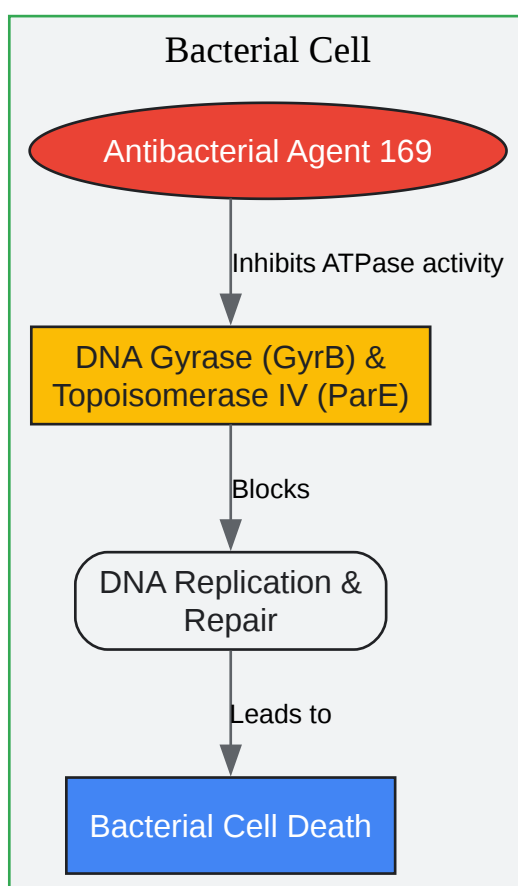 Bacterial Cell
Antibacterial Agent 169
Inhibits ATPase activity
DNA Gyrase (GyrB) &
Topoisomerase IV (ParE)
Blocks
DNA Replication &
Repair
Leads to
Bacterial Cell Death